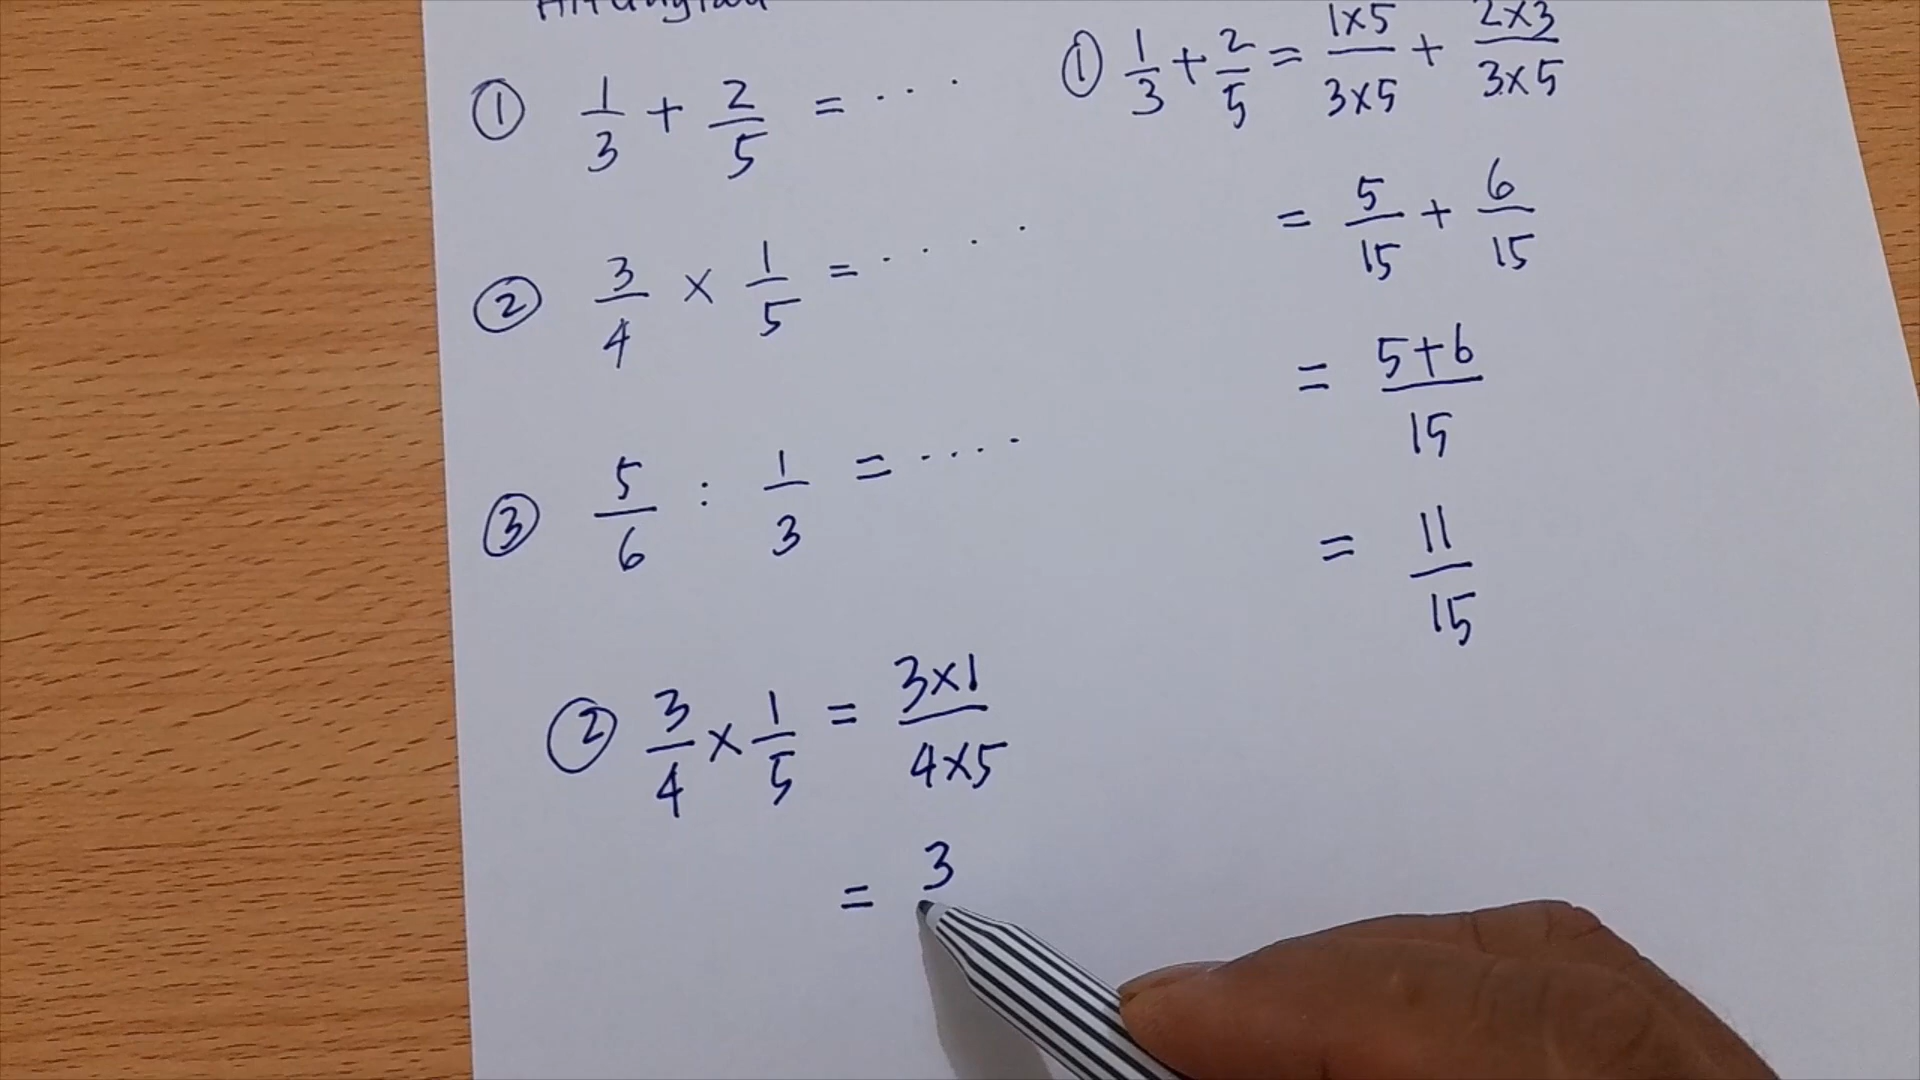 ① 1/3 + 2/5 = ...
② 3/4 × 1/5 = ....
③ 5/6 : 1/3 = .....
① 1/3 + 2/5 = 1×5/3×5 + 2×3/3×5
= 5/15 + 6/15
= 5+6/15
= 11/15
② 3/4 × 1/5 = 3×1/4×5
= 3